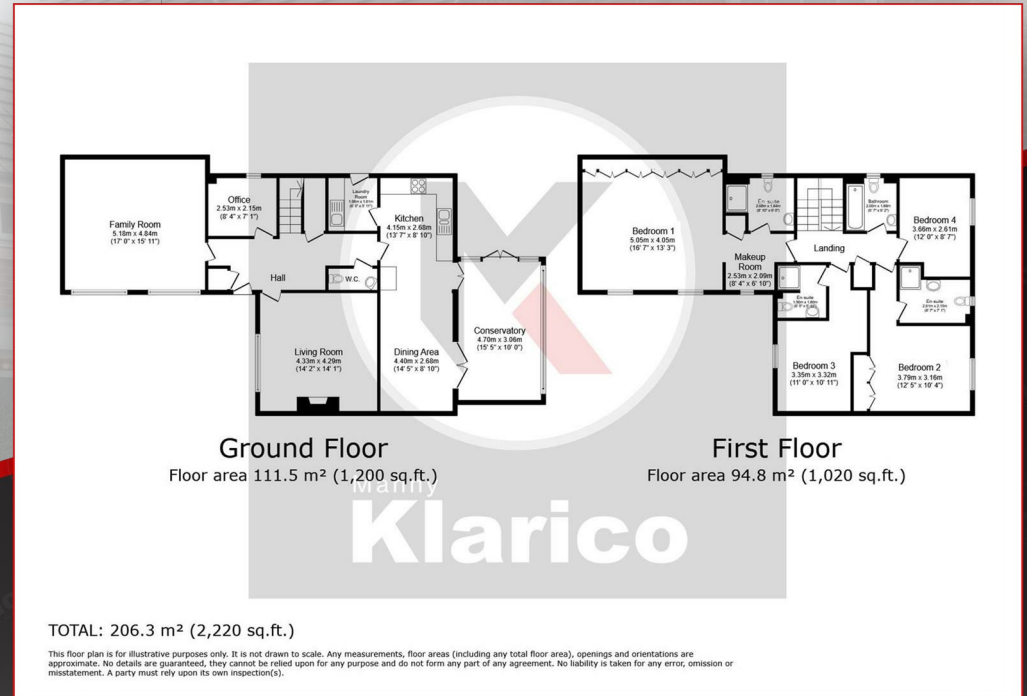 Family Room
5.18m x 4.84m
(17' 0" x 15' 11")
Office
2.53m x 2.15m
(8' 4" x 7' 1")
Laundry
Room
Kitchen
4.15m x 2.68m
(13' 7" x 8' 10")
Hall
W.C.
Living Room
4.33m x 4.29m
(14' 2" x 14' 1")
Dining Area
4.40m x 2.68m
(14' 5" x 8' 10")
Conservatory
4.70m x 3.06m
(15' 5" x 10' 0")
Ground Floor
Floor area 111.5 m² (1,200 sq.ft.)
Bedroom 1
5.05m x 4.05m
(16' 7" x 13' 3")
En-suite
Makeup
Room
2.53m x 2.09m
(8' 4" x 6' 10")
Landing
Bathroom
Bedroom 4
3.66m x 2.61m
(12' 0" x 8' 7")
En-suite
En-suite
Bedroom 3
3.35m x 3.32m
(11' 0" x 10' 11")
Bedroom 2
3.79m x 3.16m
(12' 5" x 10' 4")
First Floor
Floor area 94.8 m² (1,020 sq.ft.)
Manny
Klarico
TOTAL: 206.3 m² (2,220 sq.ft.)
This floor plan is for illustrative purposes only. It is not drawn to scale. Any measurements, floor areas (including any total floor area), openings and orientations are
approximate. No details are guaranteed, they cannot be relied upon for any purpose and do not form any part of any agreement. No liability is taken for any error, omission or
misstatement. A party must rely upon its own inspection(s).